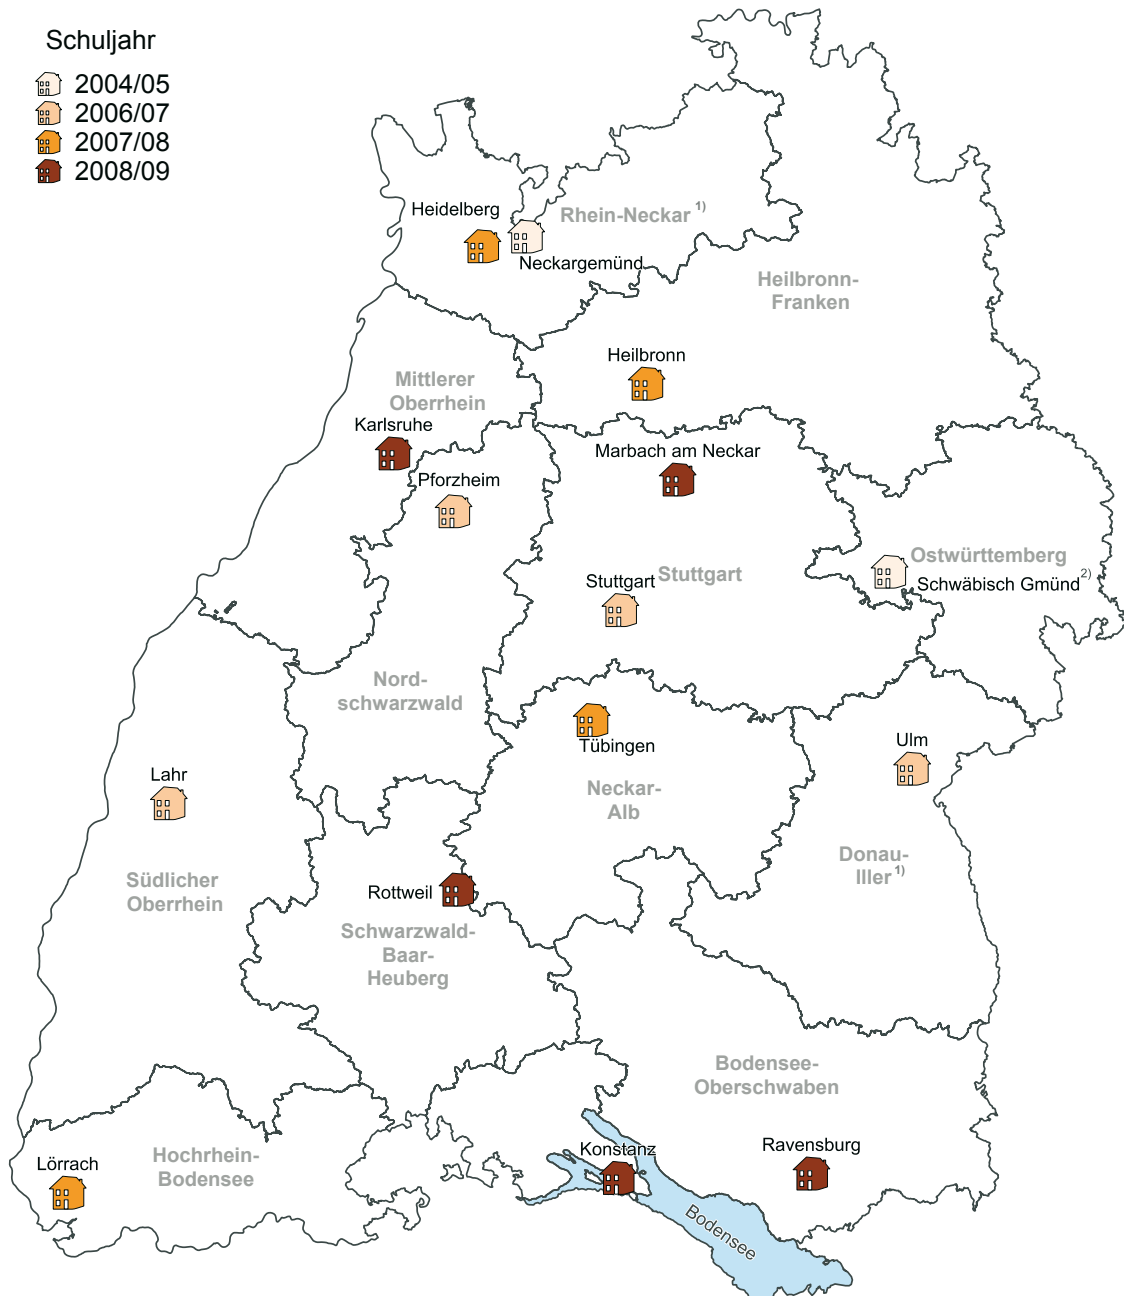 Schuljahr
2004/05
2006/07
2007/08
2008/09
Heidelberg
Rhein-Neckar 1)
Neckargemünd
Heilbronn-
Franken
Heilbronn
Mittlerer
Oberrhein
Karlsruhe
Marbach am Neckar
Pforzheim
Ostwürttemberg
Schwäbisch Gmünd2)
Stuttgart
Stuttgart
Nord-
schwarzwald
Tübingen
Ulm
Lahr
Neckar-
Alb
Donau-
Iller 1)
Südlicher
Oberrhein
Rottweil
Schwarzwald-
Baar-
Heuberg
Bodensee-
Oberschwaben
Hochrhein-
Bodensee
Lörrach
Konstanz
Ravensburg
Bodensee